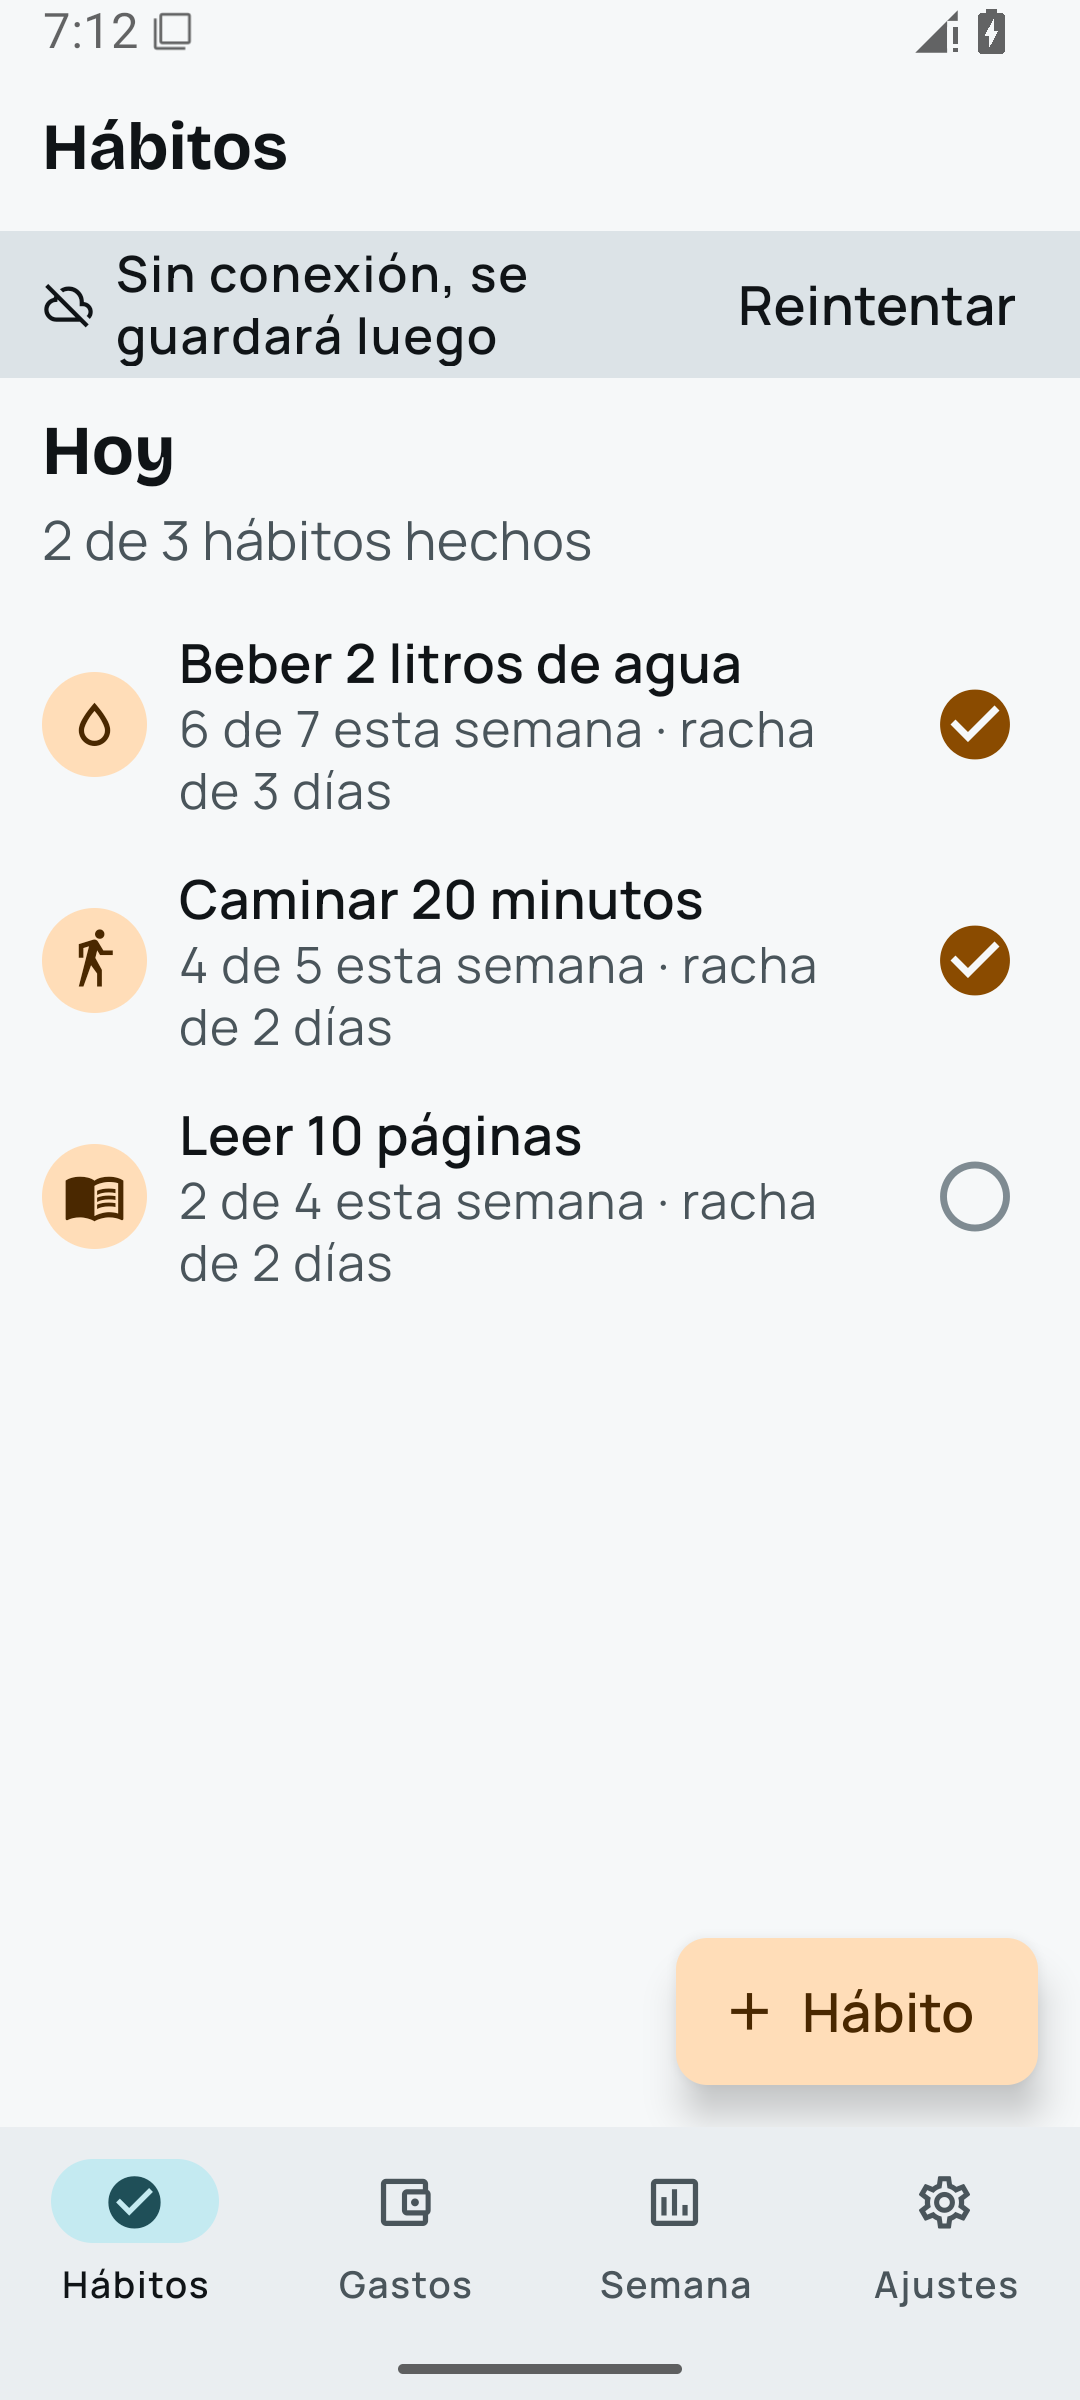 7:12
Hábitos
Sin conexión, se
guardará luego
Reintentar
Hoy
2 de 3 hábitos hechos
Beber 2 litros de agua
6 de 7 esta semana · racha
de 3 días
Caminar 20 minutos
4 de 5 esta semana · racha
de 2 días
Leer 10 páginas
2 de 4 esta semana · racha
de 2 días
+ Hábito
Hábitos
Gastos
Semana
Ajustes